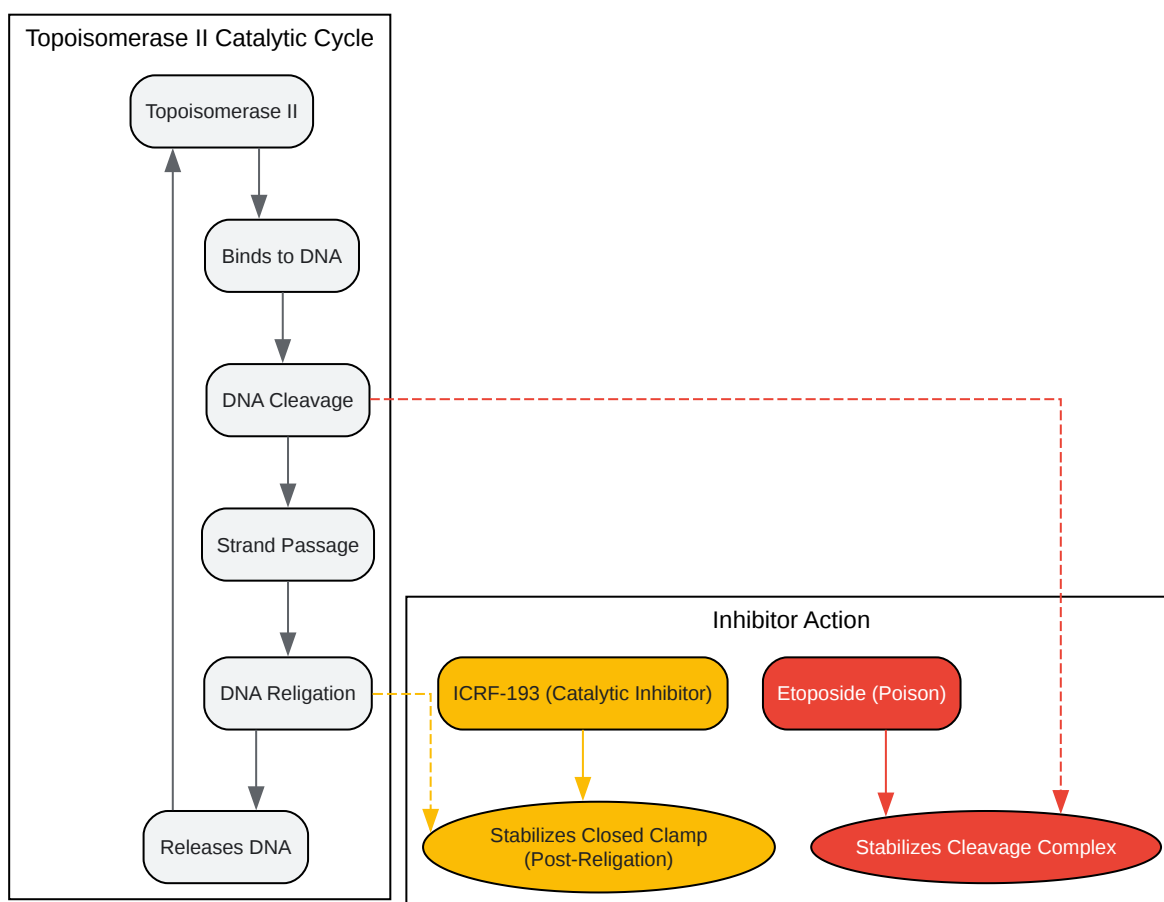 Topoisomerase II Catalytic Cycle
Topoisomerase II
Binds to DNA
DNA Cleavage
Strand Passage
DNA Religation
Releases DNA
Inhibitor Action
ICRF-193 (Catalytic Inhibitor)
Etoposide (Poison)
Stabilizes Closed Clamp
(Post-Religation)
Stabilizes Cleavage Complex